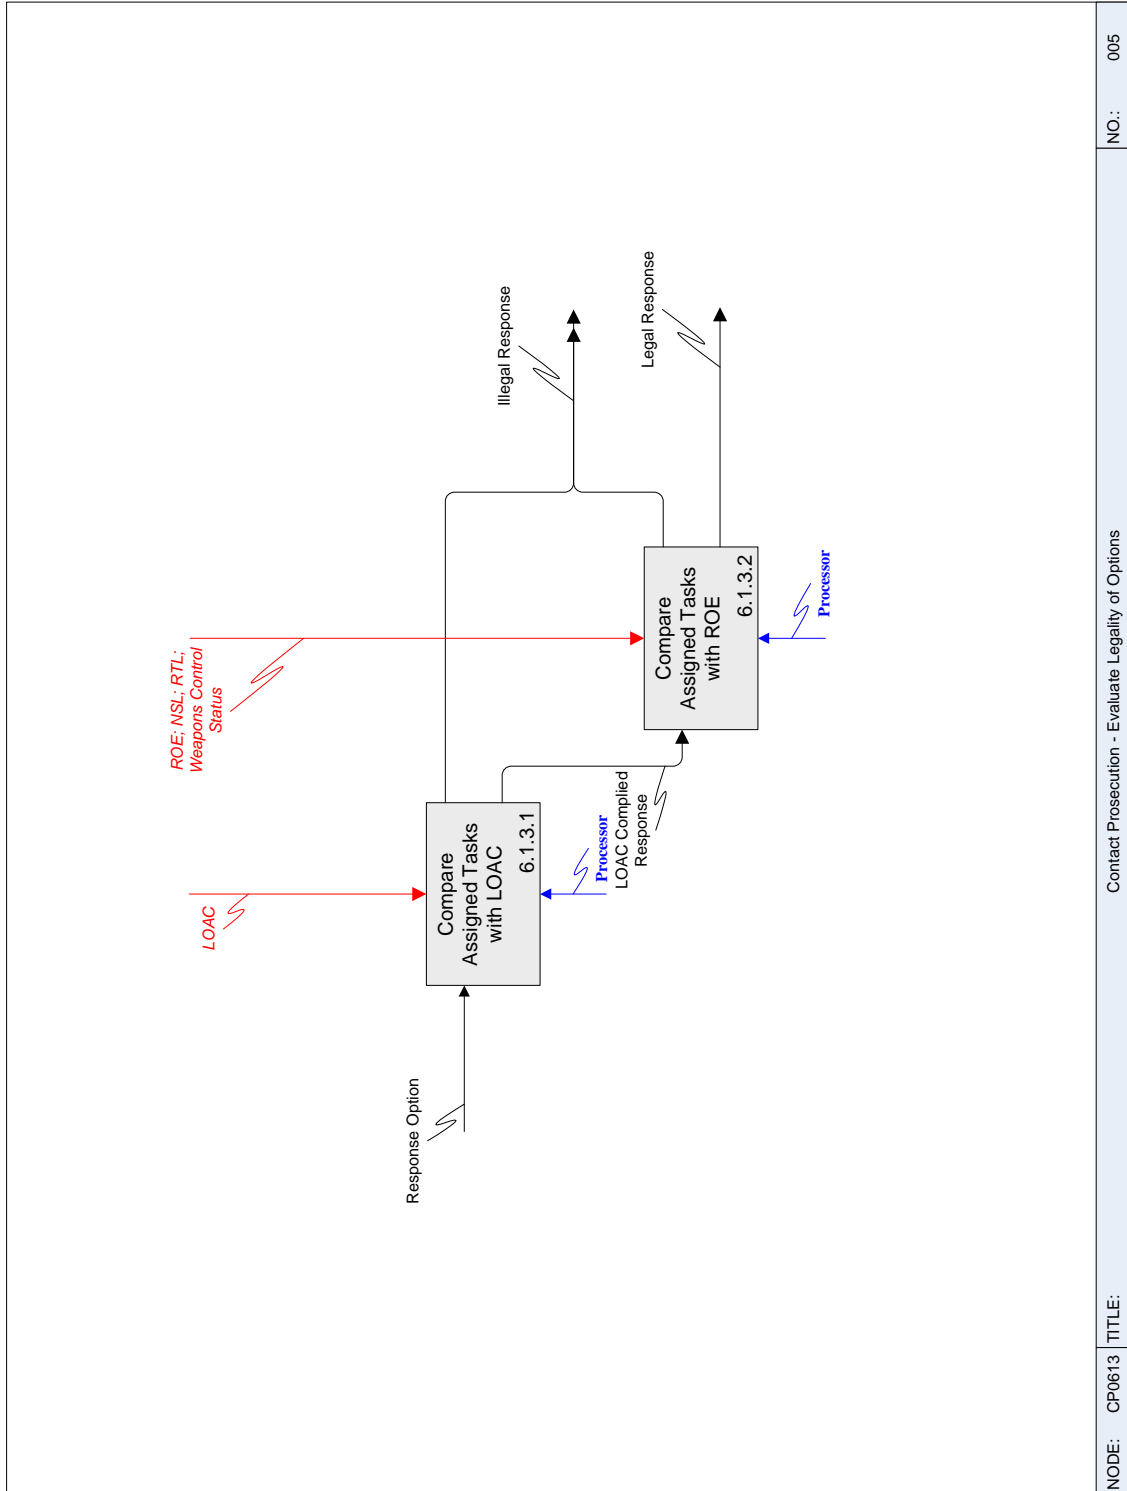 ROE; NSL; RTL;
Weapons Control
Status
LOAC
Illegal Response
Legal Response
Response Option
Compare
Assigned Tasks
with LOAC
6.1.3.1
Processor
LOAC Complied
Response
Compare
Assigned Tasks
with ROE
6.1.3.2
Processor
NODE: CP0613 TITLE: Contact Prosecution - Evaluate Legality of Options NO.: 005